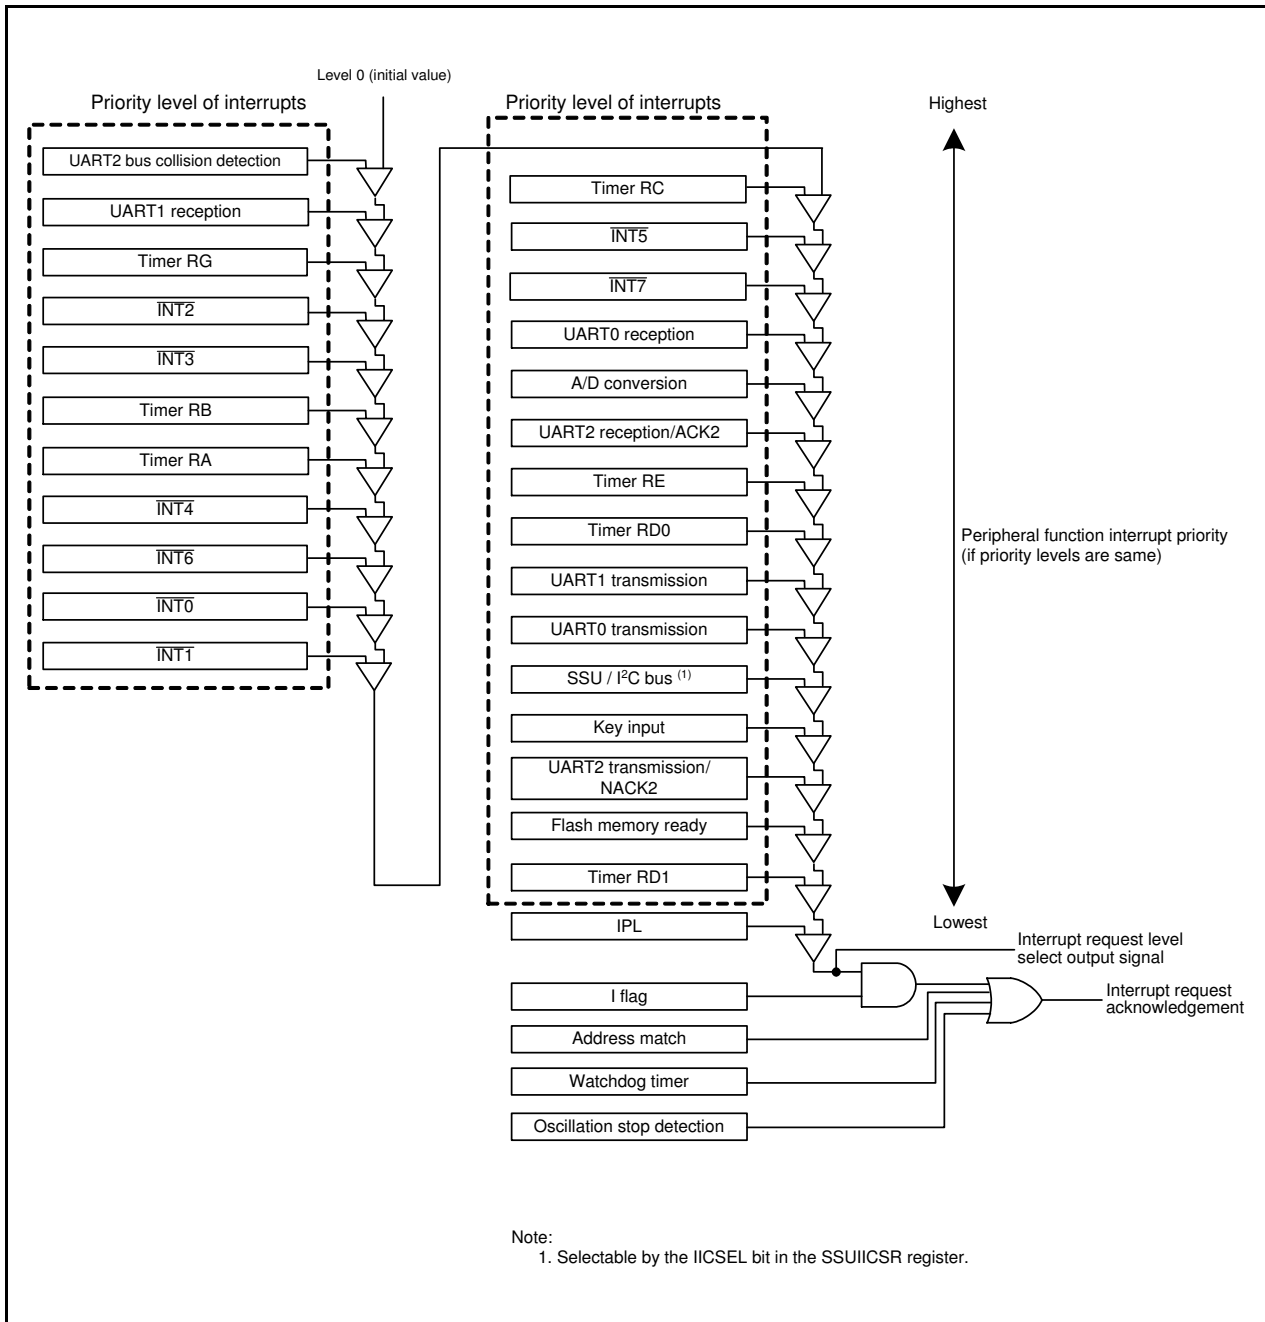 Level 0 (initial value)
Priority level of interrupts
UART2 bus collision detection
UART1 reception
Timer RG
INT2
INT3
Timer RB
Timer RA
INT4
INT6
INT0
INT1
Priority level of interrupts
Timer RC
INT5
INT7
UART0 reception
A/D conversion
UART2 reception/ACK2
Timer RE
Timer RD0
UART1 transmission
UART0 transmission
SSU / I²C bus (1)
Key input
UART2 transmission/
NACK2
Flash memory ready
Timer RD1
IPL
I flag
Address match
Watchdog timer
Oscillation stop detection
Highest
Peripheral function interrupt priority
(if priority levels are same)
Lowest
Interrupt request level
select output signal
Interrupt request
acknowledgement
Note:
1. Selectable by the IICSEL bit in the SSUIICSR register.